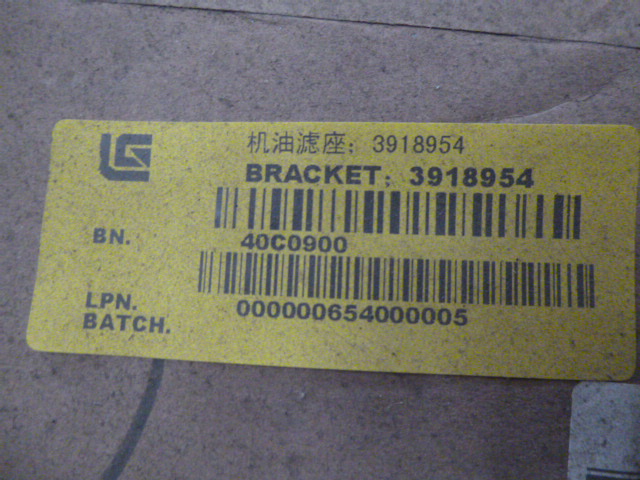 机油滤座：3918954
BRACKET：3918954
BN.
40C0900
LPN.
BATCH.
000000654000005